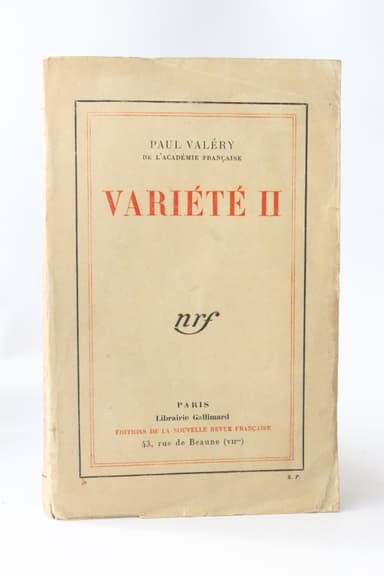 PAUL VALÉRY
DE L'ACADÉMIE FRANÇAISE
VARIÉTÉ II
nrf
PARIS
Librairie Gallimard
ÉDITIONS DE LA NOUVELLE REVUE FRANÇAISE
43, rue de Beaune (VIIme)
S. P.